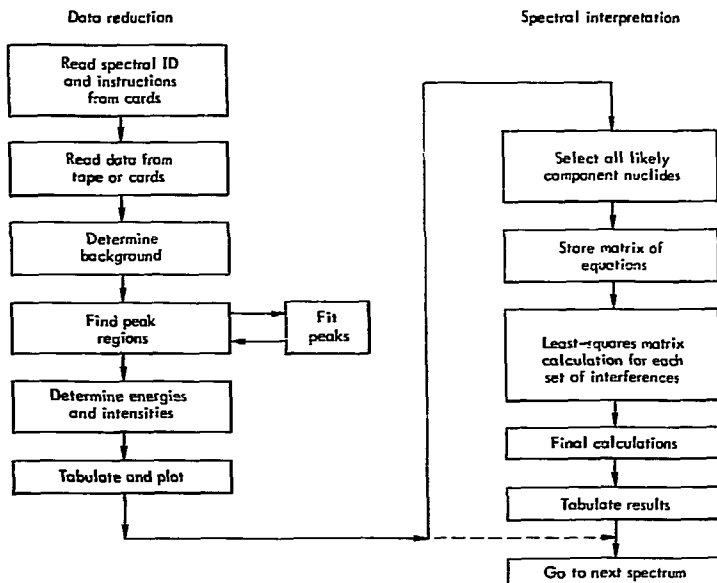 Data reduction
Read spectral ID
and instructions
from cards
Read data from
tape or cards
Determine
background
Find peak
regions
Fit
peaks
Determine energies
and intensities
Tabulate and plot
Spectral interpretation
Select all likely
component nuclides
Store matrix of
equations
Least-squares matrix
calculation for each
set of interferences
Final calculations
Tabulate results
Go to next spectrum